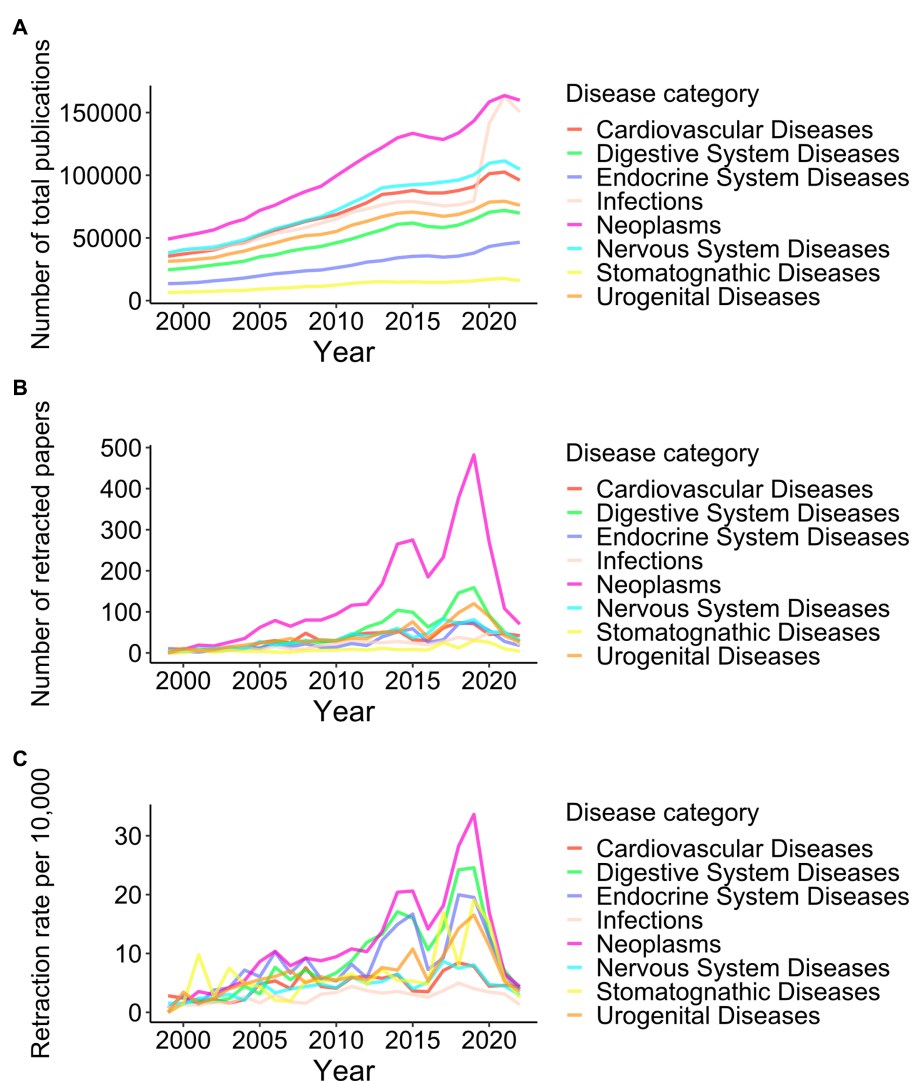 A
Number of total publications
150000
100000
50000
0
2000 2005 2010 2015 2020
Year
Disease category
Cardiovascular Diseases
Digestive System Diseases
Endocrine System Diseases
Infections
Neoplasms
Nervous System Diseases
Stomatognathic Diseases
Urogenital Diseases
B
Number of retracted papers
500
400
300
200
100
0
2000 2005 2010 2015 2020
Year
Disease category
Cardiovascular Diseases
Digestive System Diseases
Endocrine System Diseases
Infections
Neoplasms
Nervous System Diseases
Stomatognathic Diseases
Urogenital Diseases
C
Retraction rate per 10,000
30
20
10
0
2000 2005 2010 2015 2020
Year
Disease category
Cardiovascular Diseases
Digestive System Diseases
Endocrine System Diseases
Infections
Neoplasms
Nervous System Diseases
Stomatognathic Diseases
Urogenital Diseases